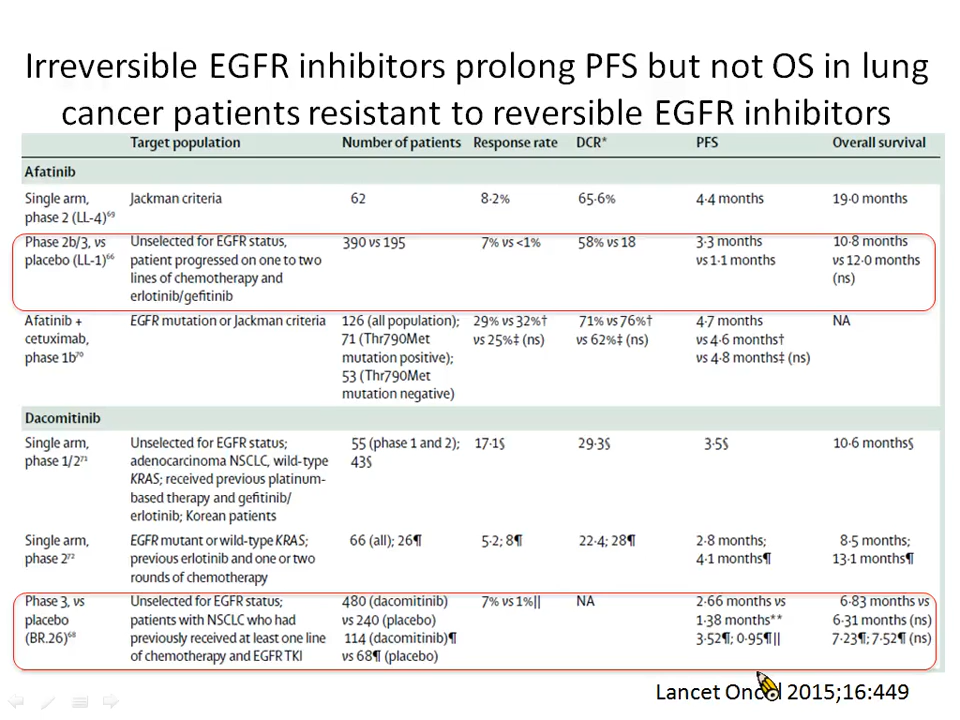 Irreversible EGFR inhibitors prolong PFS but not OS in lung
cancer patients resistant to reversible EGFR inhibitors
Target population Number of patients Response rate DCR* PFS Overall survival
Afatinib
Single arm, Jackman criteria 62 8·2% 65·6% 4·4 months 19·0 months
phase 2 (LL-4)⁶⁹
Phase 2b/3, vs Unselected for EGFR status, 390 vs 195 7% vs <1% 58% vs 18 3·3 months 10·8 months
placebo (LL-1)⁶⁶ patient progressed on one to two vs 1·1 months vs 12·0 months
lines of chemotherapy and (ns)
erlotinib/gefitinib
Afatinib + EGFR mutation or Jackman criteria 126 (all population); 29% vs 32%† 71% vs 76%† 4·7 months NA
cetuximab, 71 (Thr790Met vs 25%‡ (ns) vs 62%‡ (ns) vs 4·6 months†
phase 1b⁷⁰ mutation positive); vs 4·8 months‡ (ns)
53 (Thr790Met
mutation negative)
Dacomitinib
Single arm, Unselected for EGFR status; 55 (phase 1 and 2); 17·1§ 29·3§ 3·5§ 10·6 months§
phase 1/2⁷¹ adenocarcinoma NSCLC, wild-type 43§
KRAS; received previous platinum-
based therapy and gefitinib/
erlotinib; Korean patients
Single arm, EGFR mutant or wild-type KRAS; 66 (all); 26¶ 5·2; 8¶ 22·4; 28¶ 2·8 months; 8·5 months;
phase 2⁷² previous erlotinib and one or two 4·1 months¶ 13·1 months¶
rounds of chemotherapy
Phase 3, vs Unselected for EGFR status; 480 (dacomitinib) 7% vs 1%|| NA 2·66 months vs 6·83 months vs
placebo patients with NSCLC who had vs 240 (placebo) 1·38 months** 6·31 months (ns)
(BR.26)⁶⁸ previously received at least one line 114 (dacomitinib)¶ 3·52¶; 0·95¶|| 7·23¶; 7·52¶ (ns)
of chemotherapy and EGFR TKI vs 68¶ (placebo)
Lancet 2015;16:449